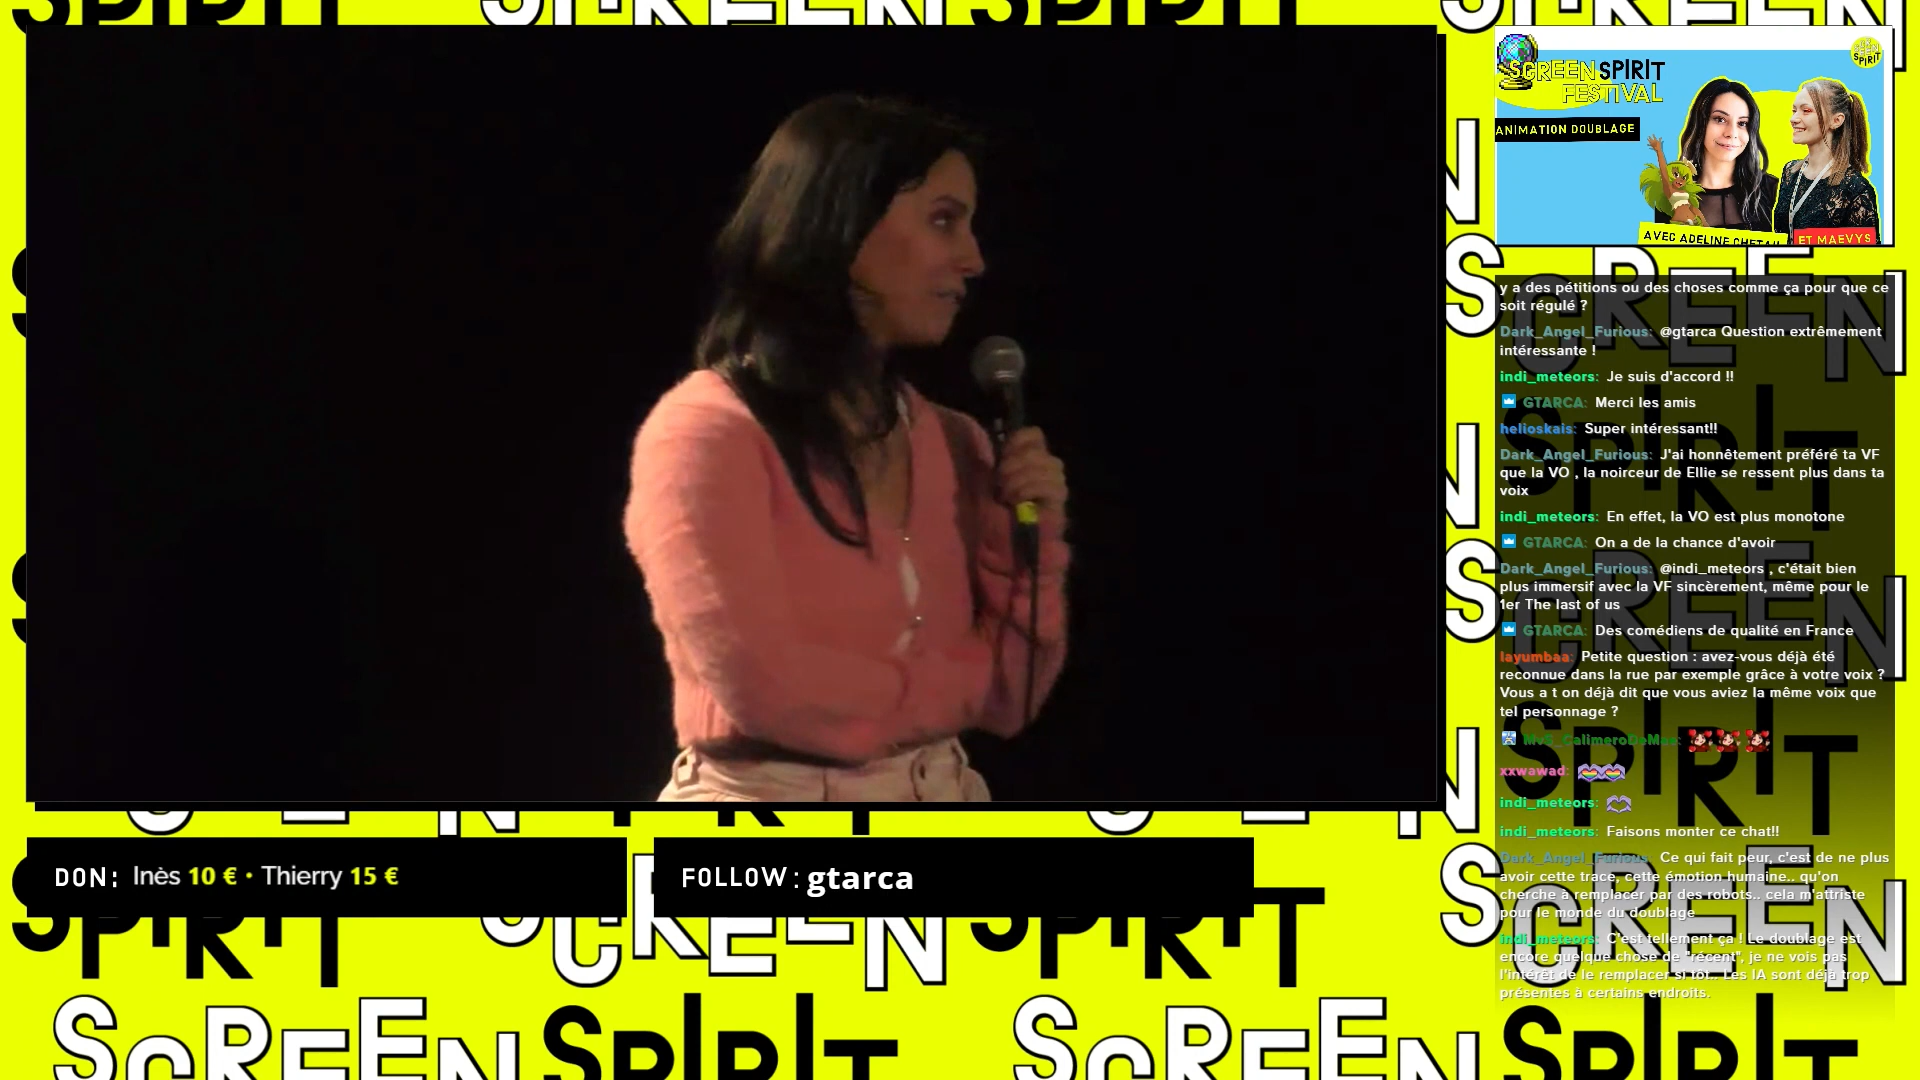 SCREEN SPIRIT
FESTIVAL
SCREEN SPIRIT
ANIMATION DOUBLAGE
AVEC ADELINE CHETAIL
ET MAEVYS
y a des pétitions ou des choses comme ça pour que ce
soit régulé ?
Dark_Angel_Furious: @gtarca Question extrêmement
intéressante !
indi_meteors: Je suis d'accord !!
GTARCA: Merci les amis
helioskais: Super intéressant!!
Dark_Angel_Furious: J'ai honnêtement préféré ta VF
que la VO , la noirceur de Ellie se ressent plus dans ta
voix
indi_meteors: En effet, la VO est plus monotone
GTARCA: On a de la chance d'avoir
Dark_Angel_Furious: @indi_meteors , c'était bien
plus immersif avec la VF sincèrement, même pour le
1er The last of us
GTARCA: Des comédiens de qualité en France
layumbaa: Petite question : avez-vous déjà été
reconnue dans la rue par exemple grâce à votre voix ?
Vous a t on déjà dit que vous aviez la même voix que
tel personnage ?
xxwawad:
indi_meteors:
indi_meteors: Faisons monter ce chat!!
Dark_Angel_Furious: Ce qui fait peur, c'est de ne plus
avoir cette trace, cette émotion humaine.. qu'on
cherche à remplacer par des robots.. cela m'attriste
pour le monde du doublage
indi_meteors: C'est tellement ça ! Le doublage est
encore quelque chose de "récent", je ne vois pas
l'intérêt de le remplacer si tôt.. Les IA sont déjà trop
présentes à certains endroits.
DON: Inès 10 € • Thierry 15 €
FOLLOW: gtarca
SCREEN SPIRIT
SCREEN SPIRIT SCREEN SPIRIT